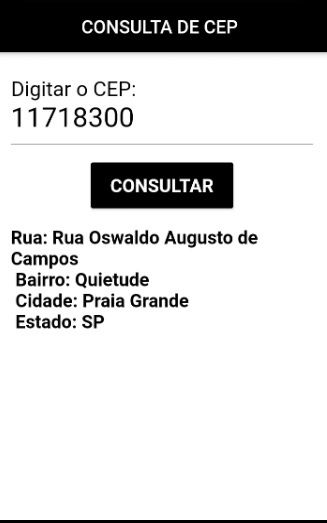 CONSULTA DE CEP
Digitar o CEP:
11718300
CONSULTAR
Rua: Rua Oswaldo Augusto de
Campos
Bairro: Quietude
Cidade: Praia Grande
Estado: SP